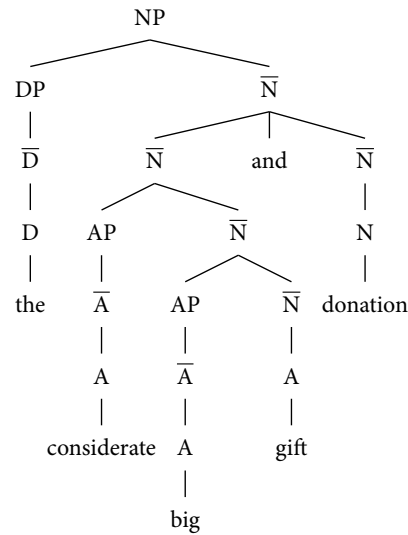 NP
DP N̅
D̅ N̅ and N̅
D AP N̅ N
the A̅ AP N̅ donation
A A̅ A
considerate A gift
big